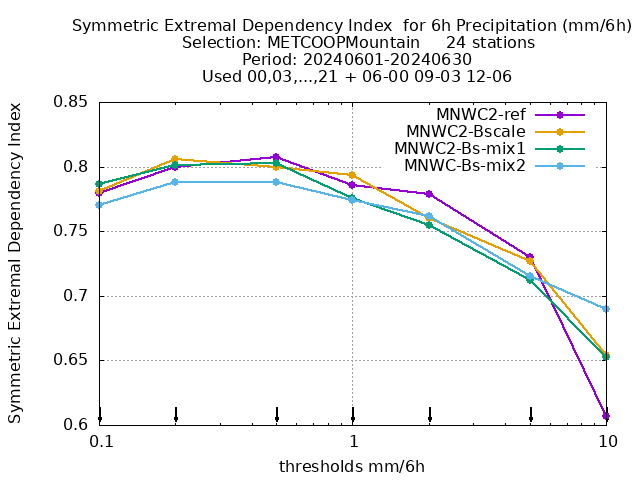 Symmetric Extremal Dependency Index  for 6h Precipitation (mm/6h)
Selection: METCOOPMountain     24 stations
Period: 20240601-20240630
Used 00,03,...,21 + 06-00 09-03 12-06
Symmetric Extremal Dependency Index
0.85
0.8
0.75
0.7
0.65
0.6
MNWC2-ref
MNWC2-Bscale
MNWC2-Bs-mix1
MNWC-Bs-mix2
0.1 1 10
thresholds mm/6h